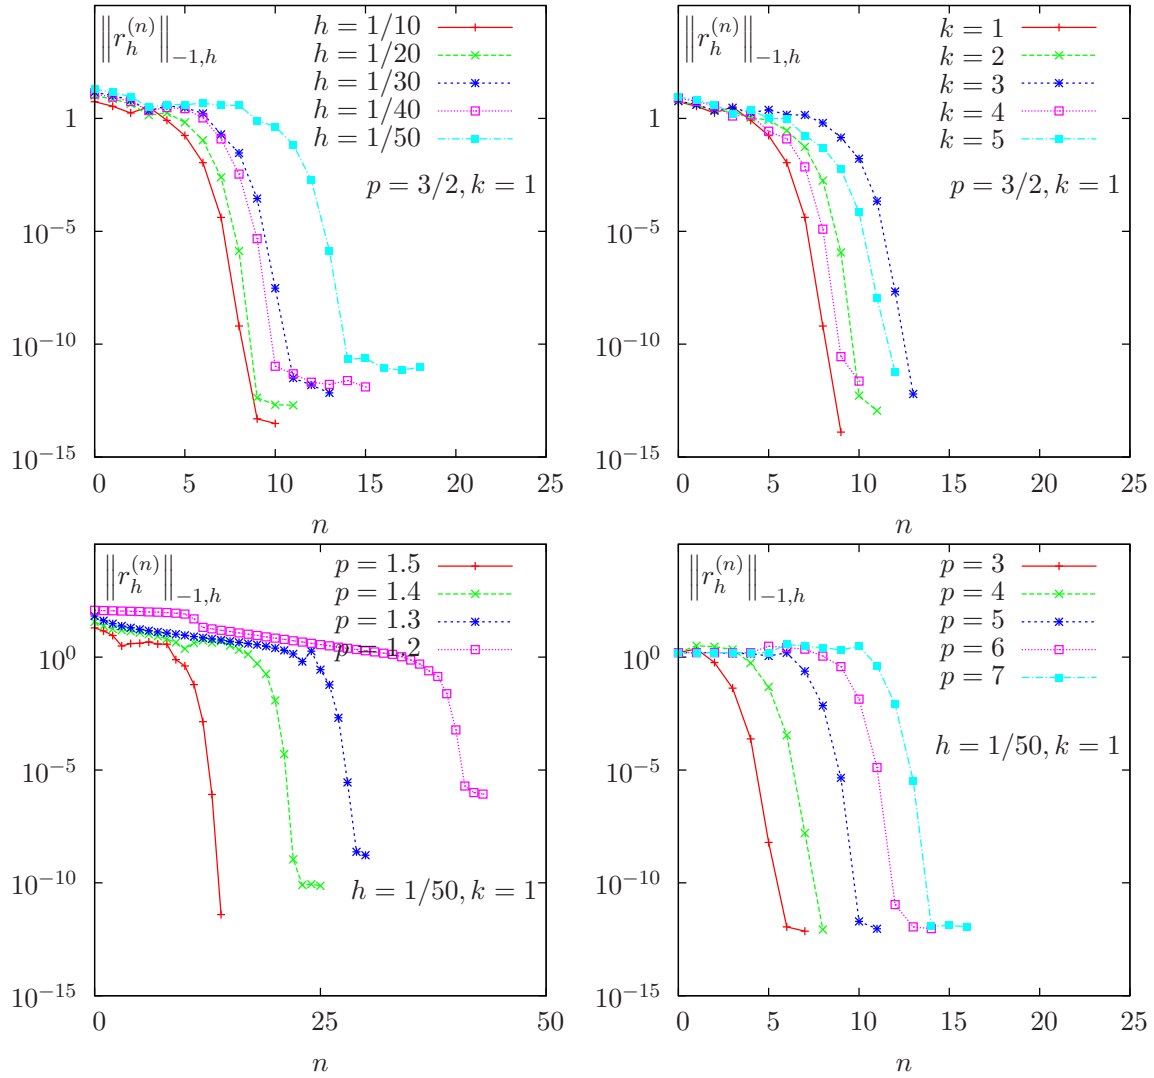 ‖r_h^{(n)}‖_{-1,h}
h = 1/10
h = 1/20
h = 1/30
h = 1/40
h = 1/50
p = 3/2, k = 1
1
10^{-5}
10^{-10}
10^{-15}
0 5 10 15 20 25
n
‖r_h^{(n)}‖_{-1,h}
k = 1
k = 2
k = 3
k = 4
k = 5
p = 3/2, k = 1
1
10^{-5}
10^{-10}
10^{-15}
0 5 10 15 20 25
n
‖r_h^{(n)}‖_{-1,h}
p = 1.5
p = 1.4
p = 1.3
p = 1.2
h = 1/50, k = 1
10^{0}
10^{-5}
10^{-10}
10^{-15}
0 25 50
n
‖r_h^{(n)}‖_{-1,h}
p = 3
p = 4
p = 5
p = 6
p = 7
h = 1/50, k = 1
10^{0}
10^{-5}
10^{-10}
10^{-15}
0 5 10 15 20 25
n